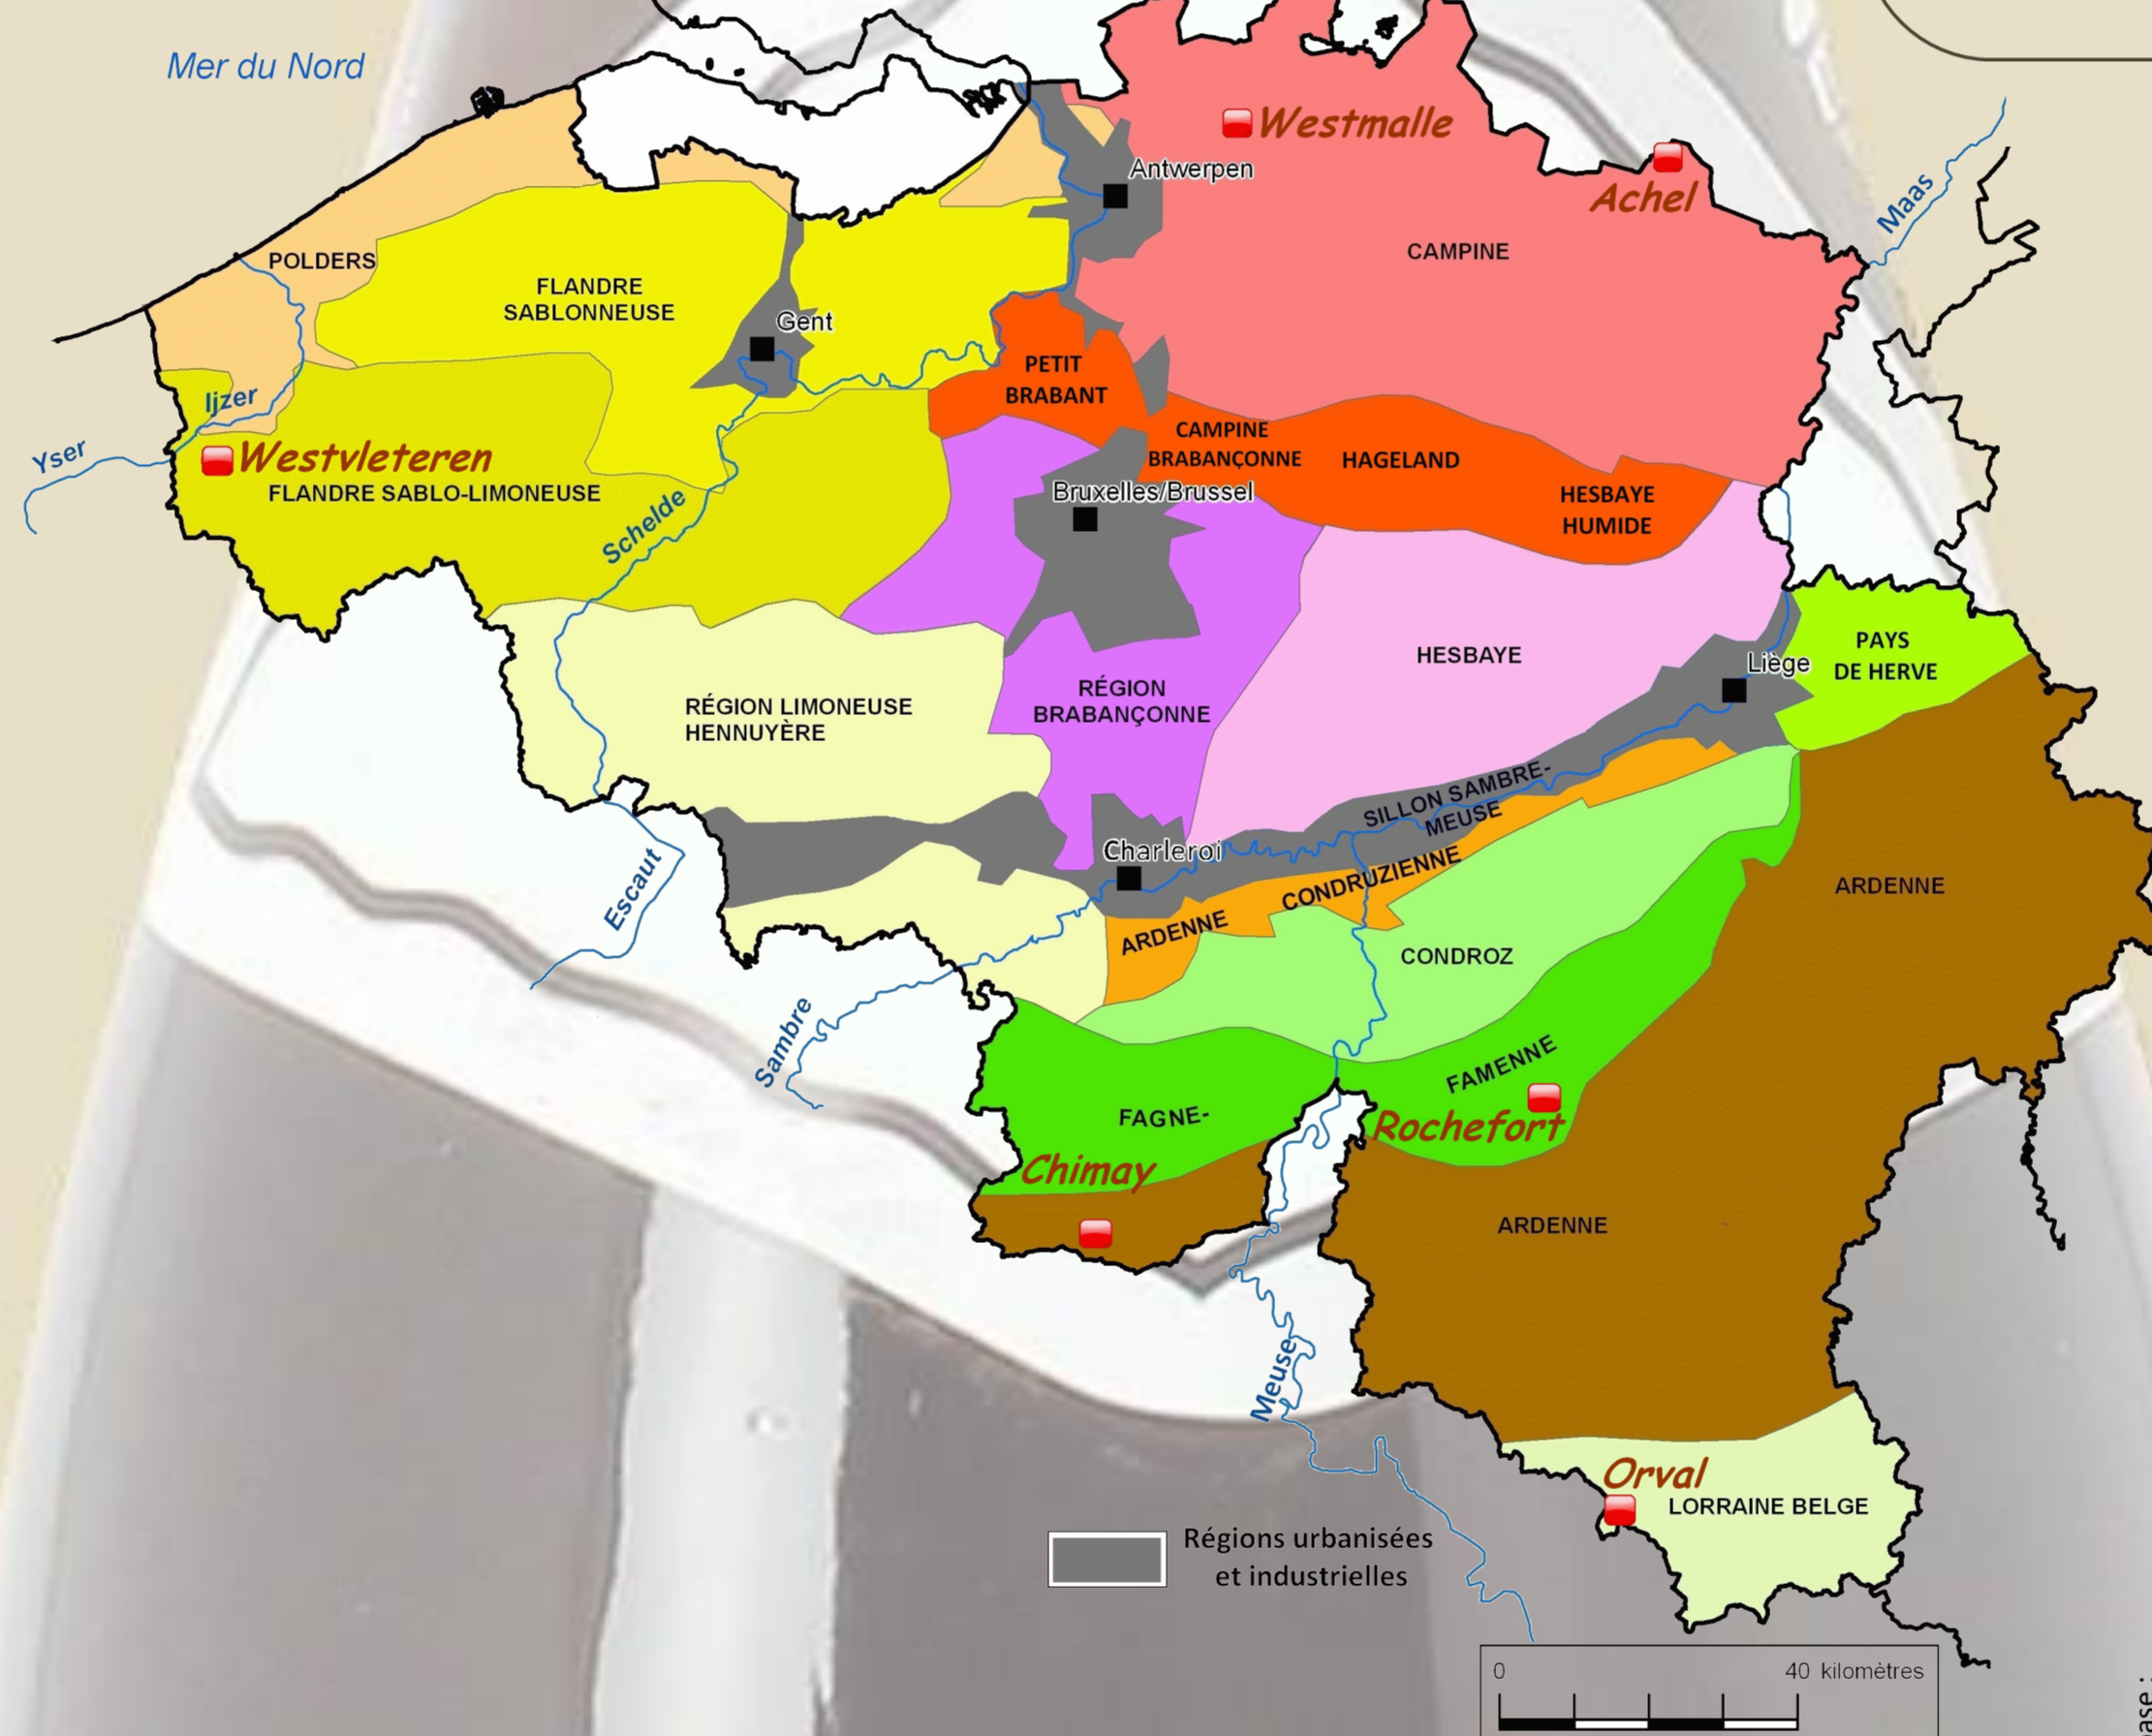 Mer du Nord
Westmalle
Antwerpen
Achel
Maas
CAMPINE
POLDERS
FLANDRE
SABLONNEUSE
Gent
PETIT
BRABANT
Ijzer
Yser
Westvleteren
FLANDRE SABLO-LIMONEUSE
Schelde
CAMPINE
BRABANÇONNE
HAGELAND
HESBAYE
HUMIDE
Bruxelles/Brussel
PAYS
DE HERVE
HESBAYE
Liège
RÉGION LIMONEUSE
HENNUYÈRE
RÉGION
BRABANÇONNE
SILLON SAMBRE-
MEUSE
Charleroi
Escaut
ARDENNE
CONDRUZIENNE
ARDENNE
CONDROZ
Sambre
FAMENNE
FAGNE-
Rochefort
Chimay
ARDENNE
Meuse
Orval
LORRAINE BELGE
Régions urbanisées
et industrielles
0 40 kilomètres